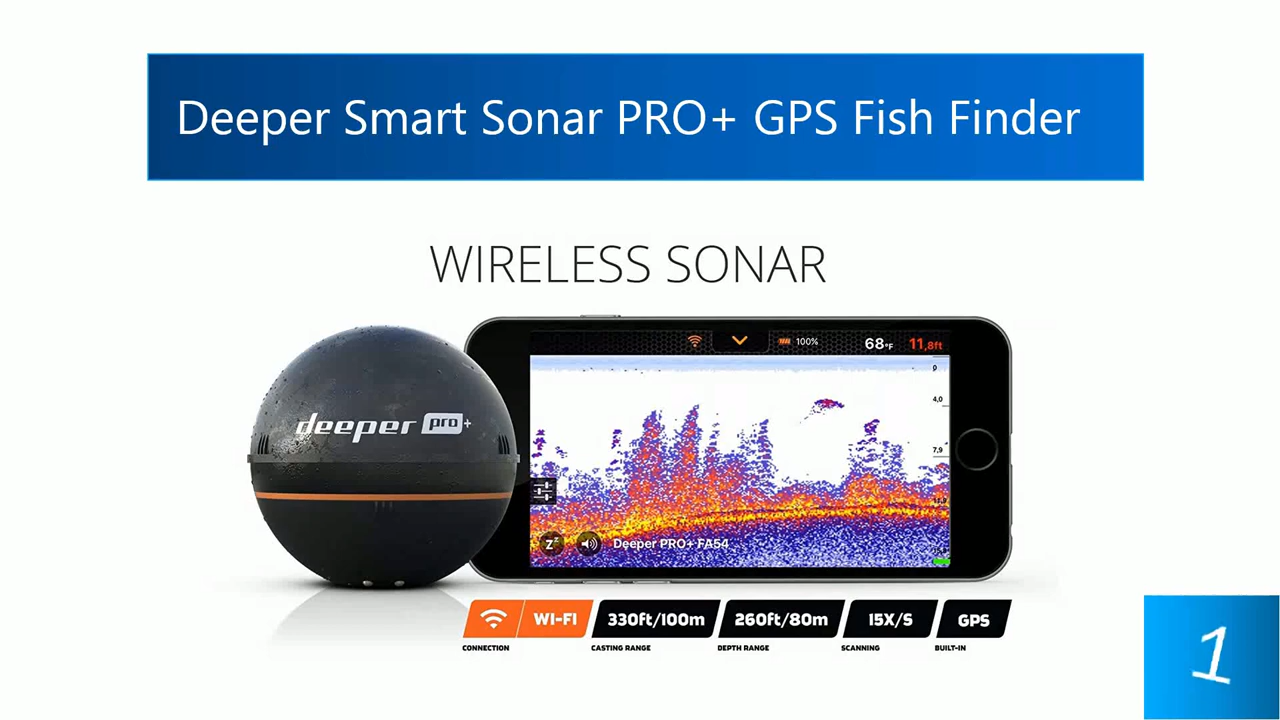 Deeper Smart Sonar PRO+ GPS Fish Finder
WIRELESS SONAR
100%
68°F
11,8ft
0
4,0
7,9
deeper pro+
Deeper PRO+ FA54
WI-FI
330ft/100m
260ft/80m
15X/S
GPS
CONNECTION
CASTING RANGE
DEPTH RANGE
SCANNING
BUILT-IN
1